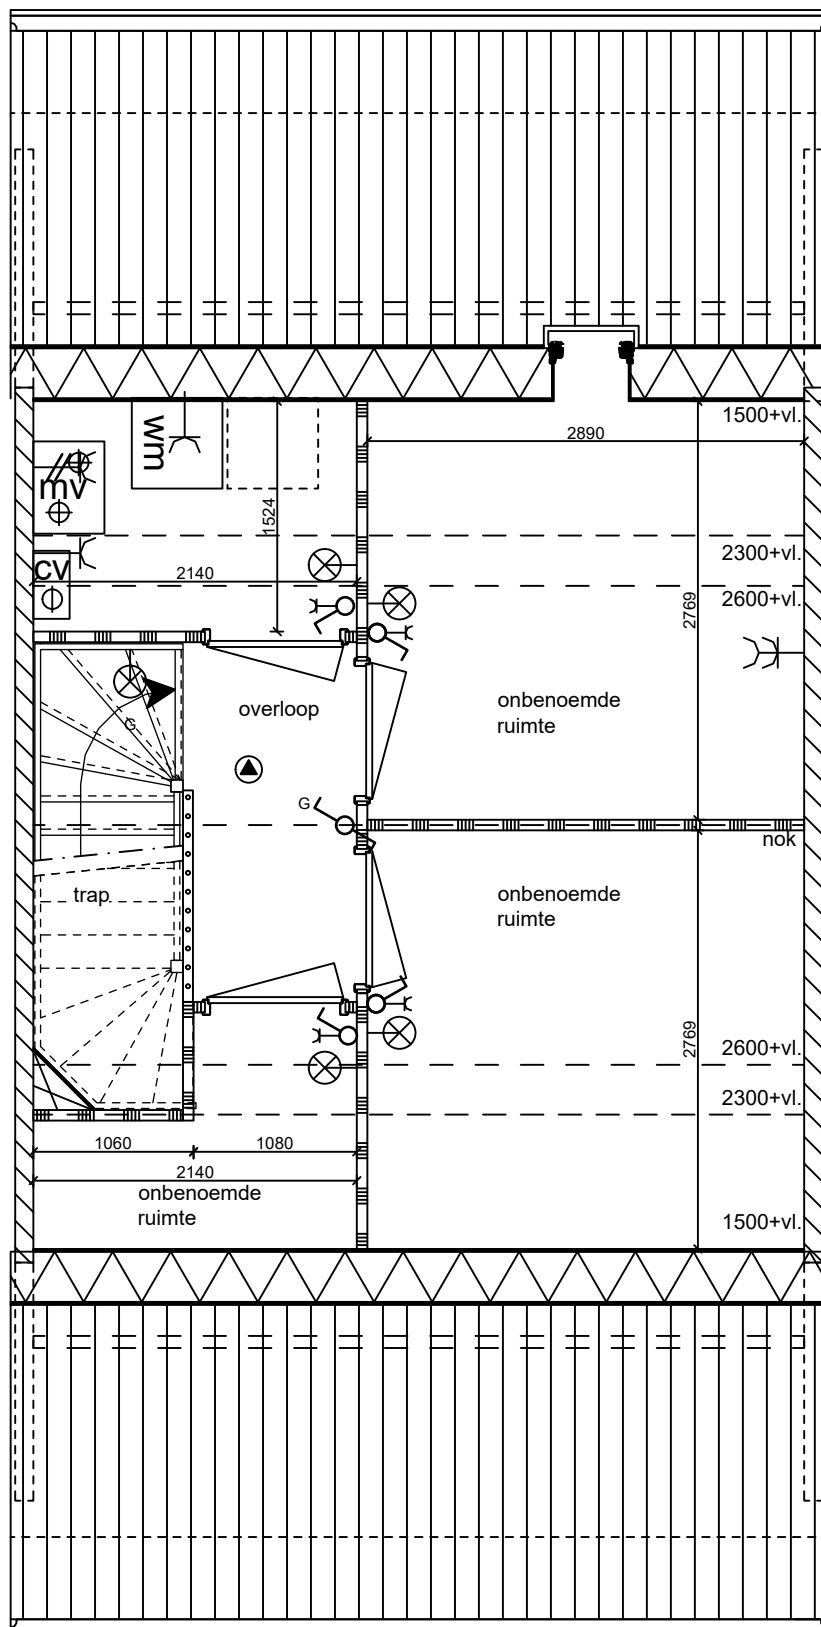 1500+vl.
2890
wm
mv
1524
2300+vl.
cv
2140
2600+vl.
2769
G
overloop
onbenoemde
ruimte
G
nok
trap
onbenoemde
ruimte
2769
2600+vl.
2300+vl.
1060
1080
2140
onbenoemde
ruimte
1500+vl.